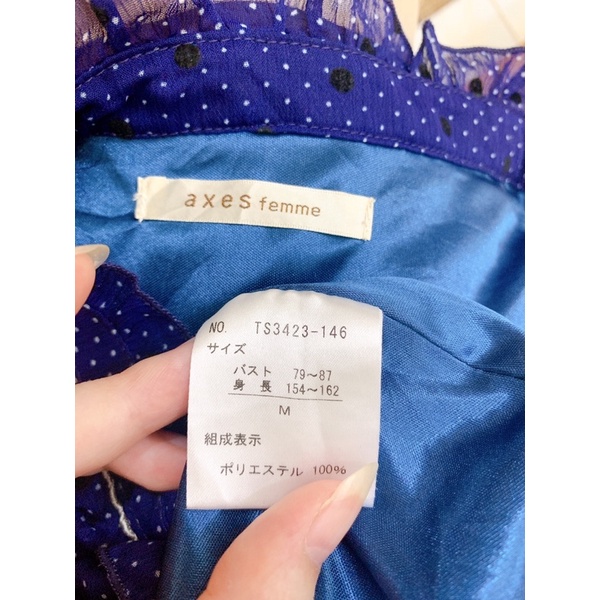 axes femme
NO. TS3423-146
サイズ
バスト 79〜87
身長 154〜162
M
組成表示
ポリエステル 100%